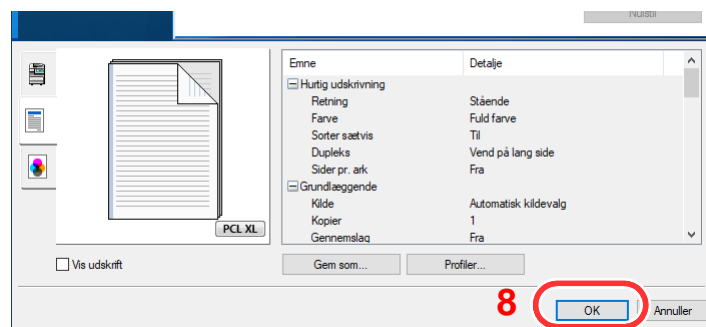 Nulstil
Emne Detalje
Hurtig udskrivning
Retning Stående
Farve Fuld farve
Sorter sætvis Til
Dupleks Vend på lang side
Sider pr. ark Fra
Grundlæggende
Kilde Automatisk kildevalg
Kopier 1
Gennemslag Fra
PCL XL
Vis udskrift Gem som... Profiler...
8 OK Annuller